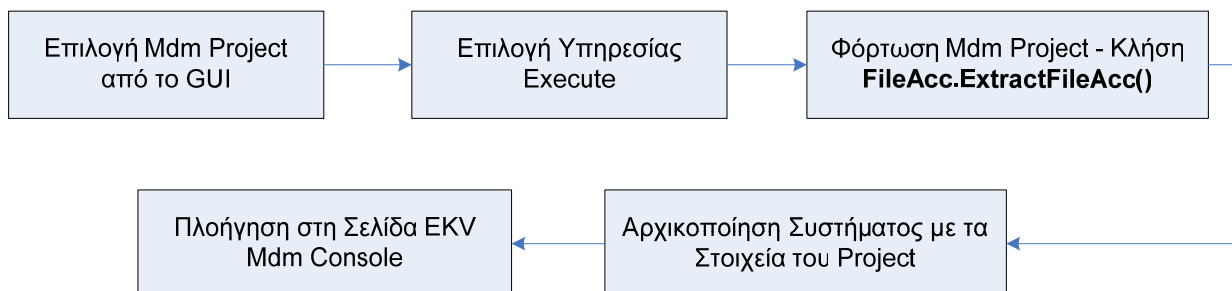 Επιλογή Mdm Project
από το GUI
Επιλογή Υπηρεσίας
Execute
Φόρτωση Mdm Project - Κλήση
FileAcc.ExtractFileAcc()
Αρχικοποίηση Συστήματος με τα
Στοιχεία του Project
Πλοήγηση στη Σελίδα EKV
Mdm Console